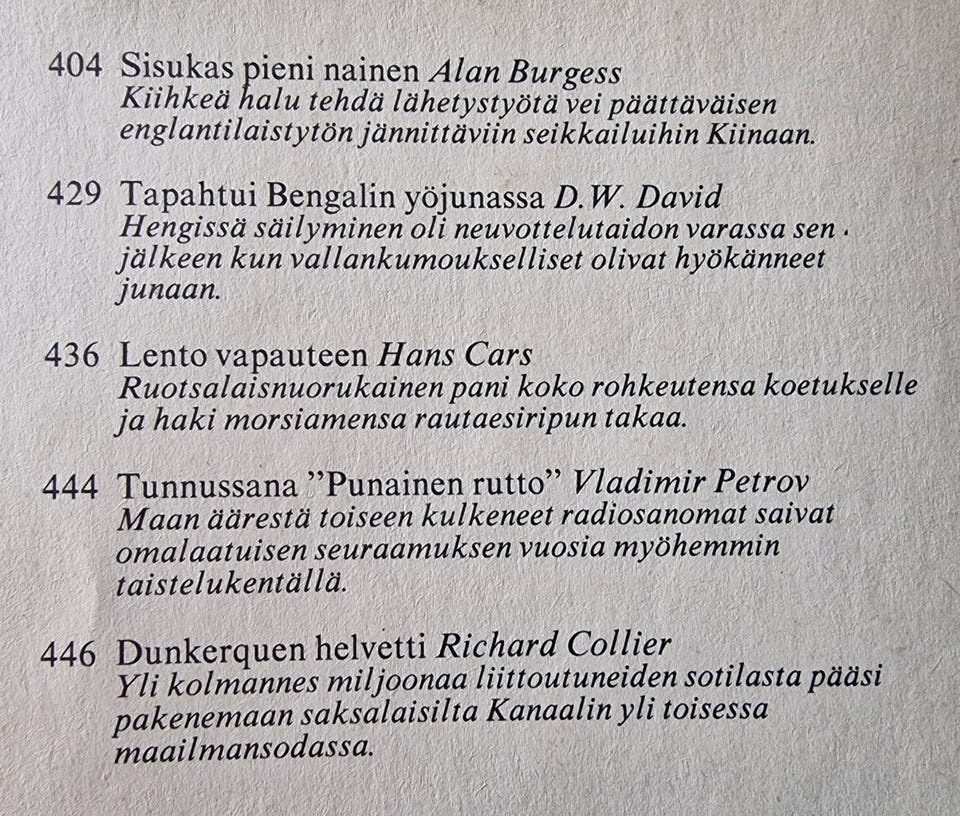 404 Sisukas pieni nainen Alan Burgess
Kiihkeä halu tehdä lähetystyötä vei päättäväisen
englantilaistytön jännittäviin seikkailuihin Kiinaan.
429 Tapahtui Bengalin yöjunassa D.W. David
Hengissä säilyminen oli neuvottelutaidon varassa sen
jälkeen kun vallankumoukselliset olivat hyökänneet
junaan.
436 Lento vapauteen Hans Cars
Ruotsalaisnuorukainen pani koko rohkeutensa koetukselle
ja haki morsiamensa rautaesiripun takaa.
444 Tunnussana ”Punainen rutto” Vladimir Petrov
Maan äärestä toiseen kulkeneet radiosanomat saivat
omalaatuisen seuraamuksen vuosia myöhemmin
taistelukentällä.
446 Dunkerquen helvetti Richard Collier
Yli kolmannes miljoonaa liittoutuneiden sotilasta pääsi
pakenemaan saksalaisilta Kanaalin yli toisessa
maailmansodassa.